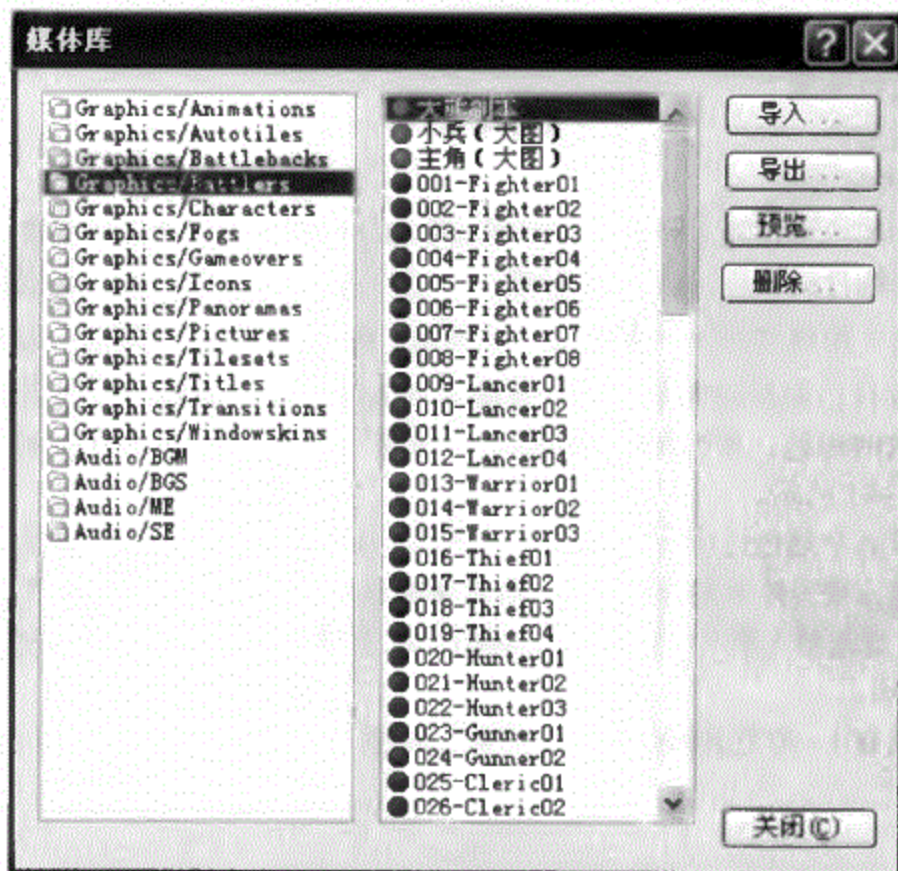 媒体库
Graphics/Animations
Graphics/Autotiles
Graphics/Battlebacks
Graphics/Battlers
Graphics/Characters
Graphics/Fogs
Graphics/Gameovers
Graphics/Icons
Graphics/Panoramas
Graphics/Pictures
Graphics/Tilesets
Graphics/Titles
Graphics/Transitions
Graphics/Windowskins
Audio/BGM
Audio/BGS
Audio/ME
Audio/SE
小兵(大图)
主角(大图)
001-Fighter01
002-Fighter02
003-Fighter03
004-Fighter04
005-Fighter05
006-Fighter06
007-Fighter07
008-Fighter08
009-Lancer01
010-Lancer02
011-Lancer03
012-Lancer04
013-Warrior01
014-Warrior02
015-Warrior03
016-Thief01
017-Thief02
018-Thief03
019-Thief04
020-Hunter01
021-Hunter02
022-Hunter03
023-Gunner01
024-Gunner02
025-Cleric01
026-Cleric02
导入...
导出...
预览...
删除...
关闭(C)